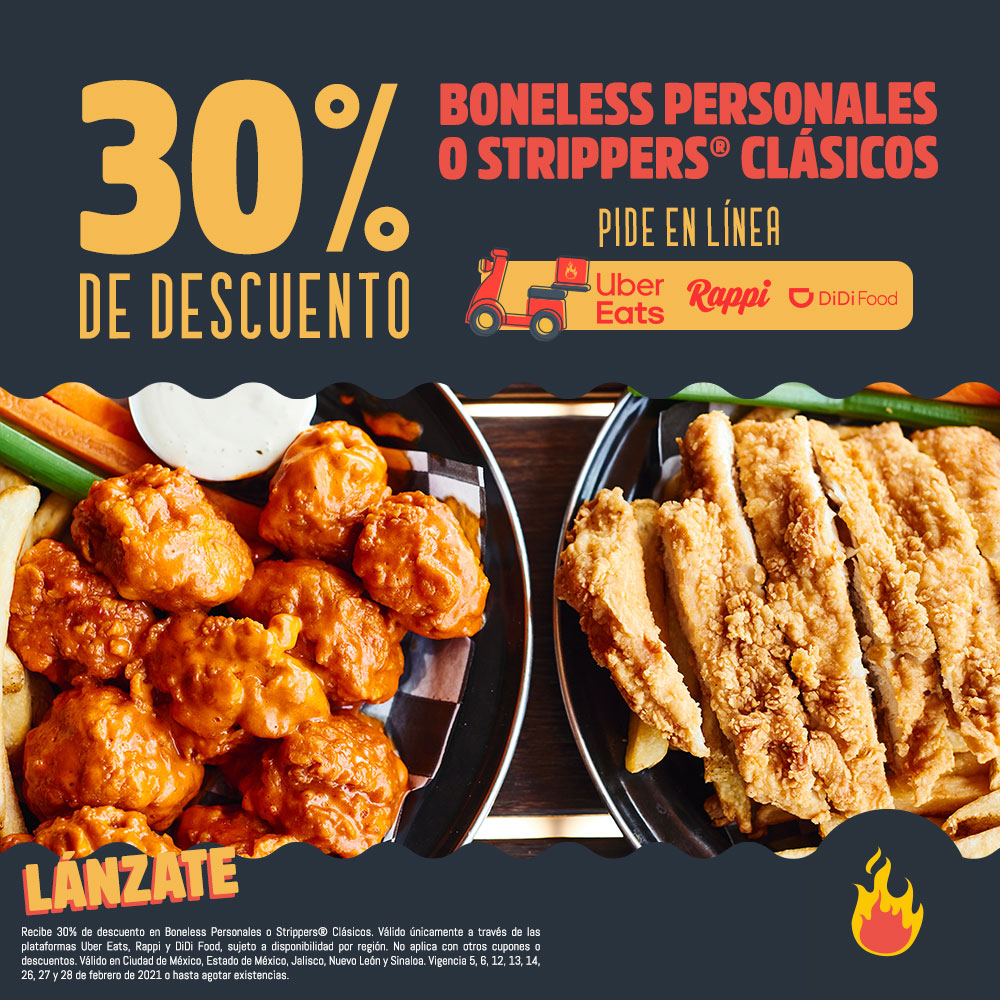 30%
DE DESCUENTO
BONELESS PERSONALES
O STRIPPERS® CLÁSICOS
PIDE EN LÍNEA
Uber
Eats
Rappi
DiDi Food
LÁNZATE
Recibe 30% de descuento en Boneless Personales o Strippers® Clásicos. Válido únicamente a través de las
plataformas Uber Eats, Rappi y DiDi Food, sujeto a disponibilidad por región. No aplica con otros cupones o
descuentos. Válido en Ciudad de México, Estado de México, Jalisco, Nuevo León y Sinaloa. Vigencia 5, 6, 12, 13, 14,
26, 27 y 28 de febrero de 2021 o hasta agotar existencias.